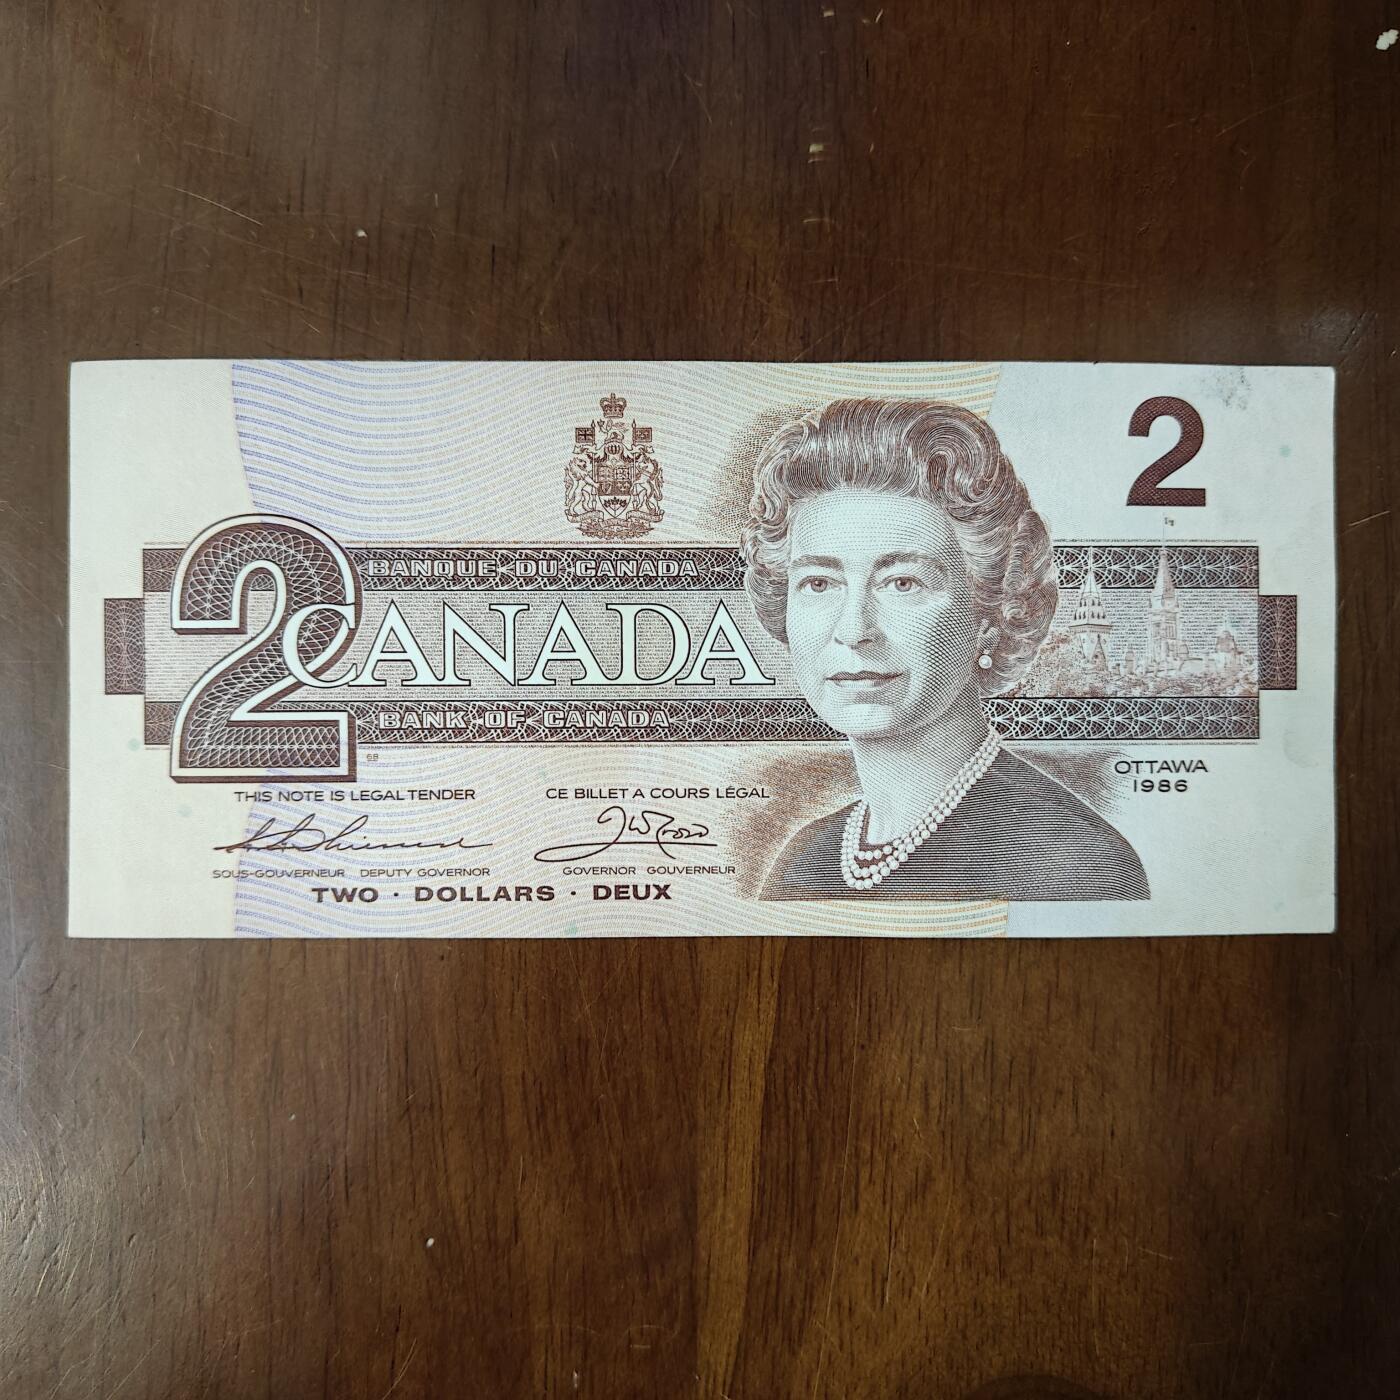 2
BANQUE DU CANADA
2 CANADA
BANK OF CANADA
OTTAWA
1986
THIS NOTE IS LEGAL TENDER
CE BILLET A COURS LÉGAL
SOUS-GOUVERNEUR DEPUTY GOVERNOR
GOVERNOR GOUVERNEUR
TWO · DOLLARS · DEUX